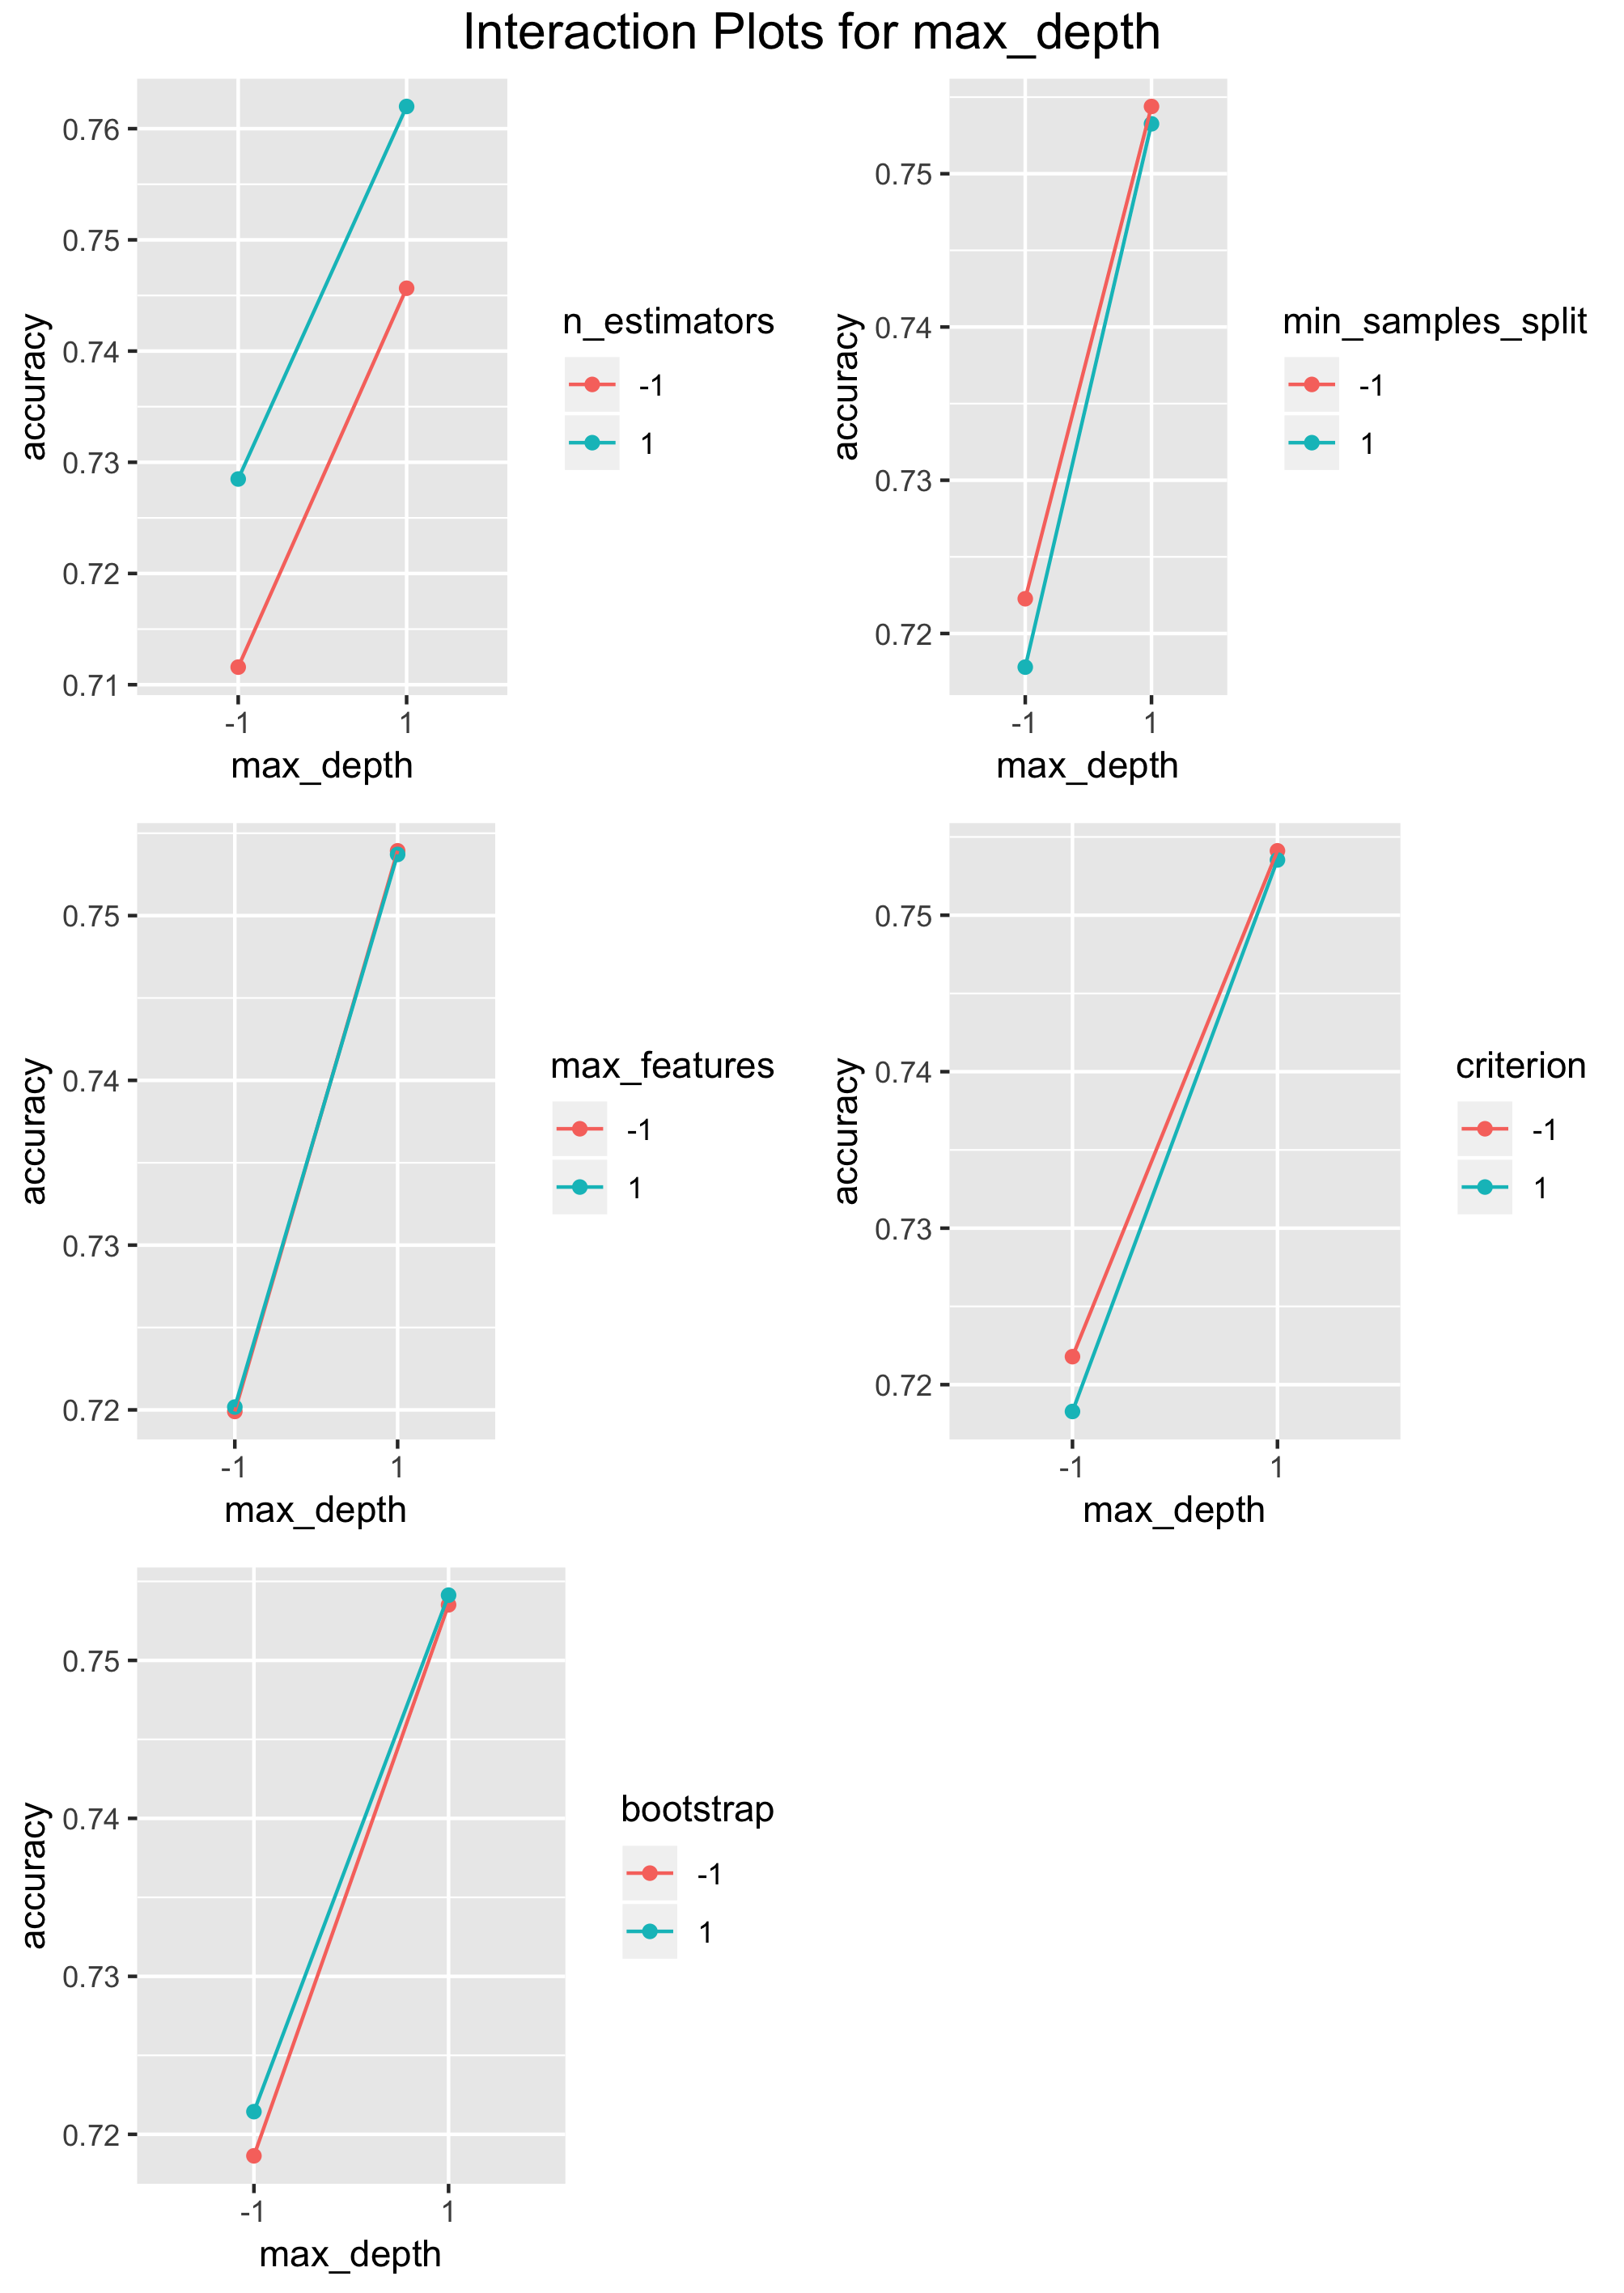 Interaction Plots for max_depth
accuracy
0.76
0.75
0.74
0.73
0.72
0.71
-1
1
max_depth
n_estimators
-1
1
accuracy
0.75
0.74
0.73
0.72
-1
1
max_depth
min_samples_split
-1
1
accuracy
0.75
0.74
0.73
0.72
-1
1
max_depth
max_features
-1
1
accuracy
0.75
0.74
0.73
0.72
-1
1
max_depth
criterion
-1
1
accuracy
0.75
0.74
0.73
0.72
-1
1
max_depth
bootstrap
-1
1